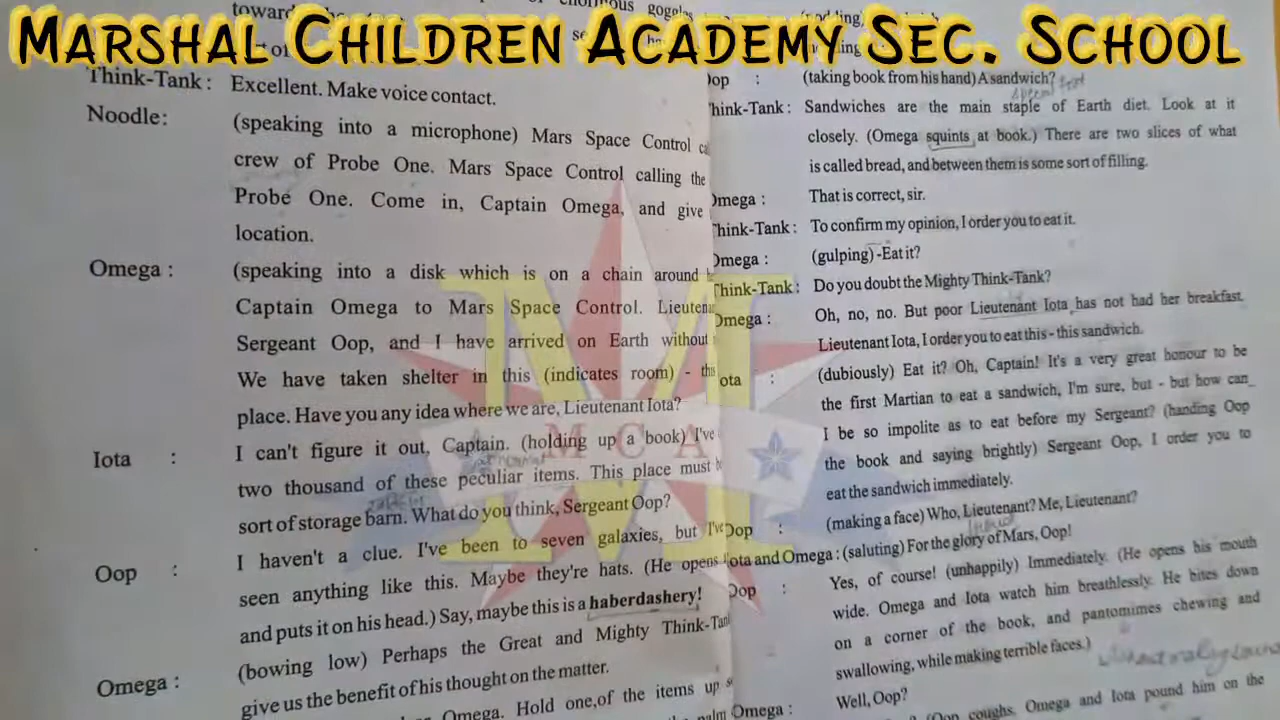 MARSHAL CHILDREN ACADEMY SEC. SCHOOL
goggles
Think-Tank : Excellent. Make voice contact.
Noodle: (speaking into a microphone) Mars Space Control
crew of Probe One. Mars Space Control calling the
Probe One. Come in, Captain Omega, and give
location.
Omega : (speaking into a disk which is on a chain around
Captain Omega to Mars Space Control.
Sergeant Oop, and I have arrived on Earth without
We have taken shelter in this (indicates room) -
place. Have you any idea where we are, Lieutenant Iota?
Iota : I can't figure it out, Captain. (holding up a book) I've
two thousand of these peculiar items. This place must
sort of storage barn. What do you think, Sergeant Oop?
Oop : I haven't a clue. I've been to seven galaxies, but I've
seen anything like this. Maybe they're hats. (He opens
and puts it on his head.) Say, maybe this is a haberdashery!
Omega : (bowing low) Perhaps the Great and Mighty
give us the benefit of his thought on the matter.
Omega. Hold one,of the items up
: (taking book from his hand) A sandwich?
Sandwiches are the main staple of Earth diet. Look at it
closely. (Omega squints at book.) There are two slices of what
is called bread, and between them is some sort of filling.
That is correct, sir.
To confirm my opinion, I order you to eat it.
(gulping) -Eat it?
Think-Tank : Do you doubt the Mighty Think-Tank?
Omega : Oh, no, no. But poor Lieutenant Iota has not had her breakfast.
Lieutenant Iota, I order you to eat this - this sandwich.
: (dubiously) Eat it? Oh, Captain! It's a very great honour to be
the first Martian to eat a sandwich, I'm sure, but - but how can
I be so impolite as to eat before my Sergeant? (handing Oop
the book and saying brightly) Sergeant Oop, I order you to
eat the sandwich immediately.
Oop : (making a face) Who, Lieutenant? Me, Lieutenant?
Iota and Omega : (saluting) For the glory of Mars, Oop!
Oop : Yes, of course! (unhappily) Immediately. (He opens his mouth
wide. Omega and Iota watch him breathlessly. He bites down
on a corner of the book, and pantomimes chewing and
swallowing, while making terrible faces.)
Omega : Well, Oop?
(Oop coughs. Omega and Iota pound him on the
M C A